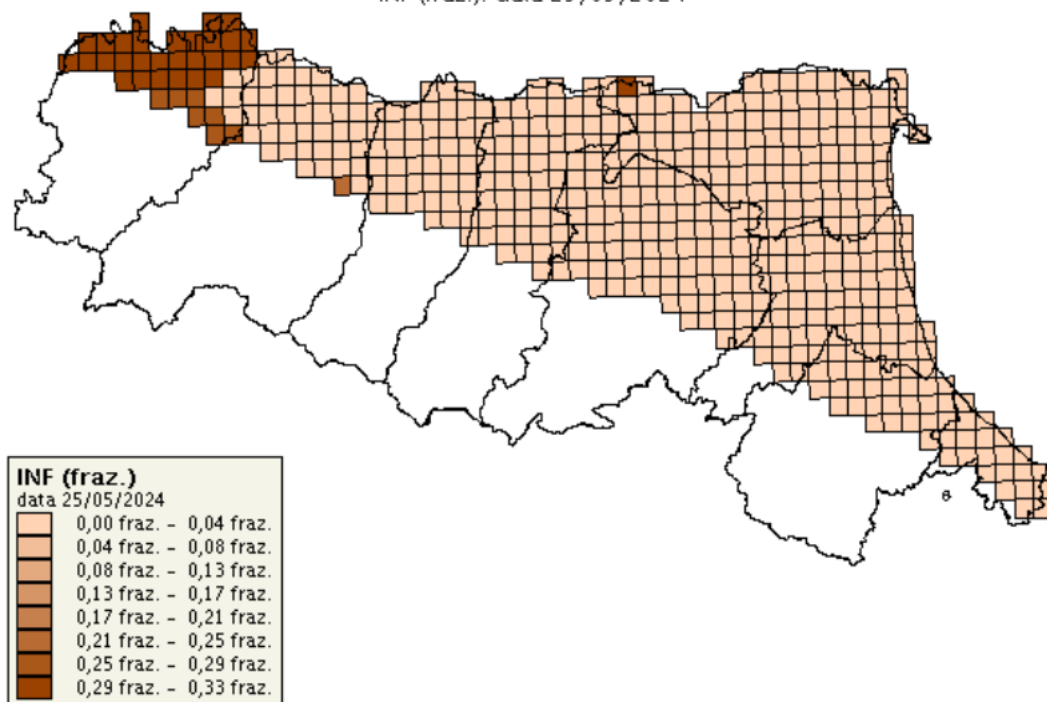 INF (fraz.)
data 25/05/2024
0,00 fraz. - 0,04 fraz.
0,04 fraz. - 0,08 fraz.
0,08 fraz. - 0,13 fraz.
0,13 fraz. - 0,17 fraz.
0,17 fraz. - 0,21 fraz.
0,21 fraz. - 0,25 fraz.
0,25 fraz. - 0,29 fraz.
0,29 fraz. - 0,33 fraz.